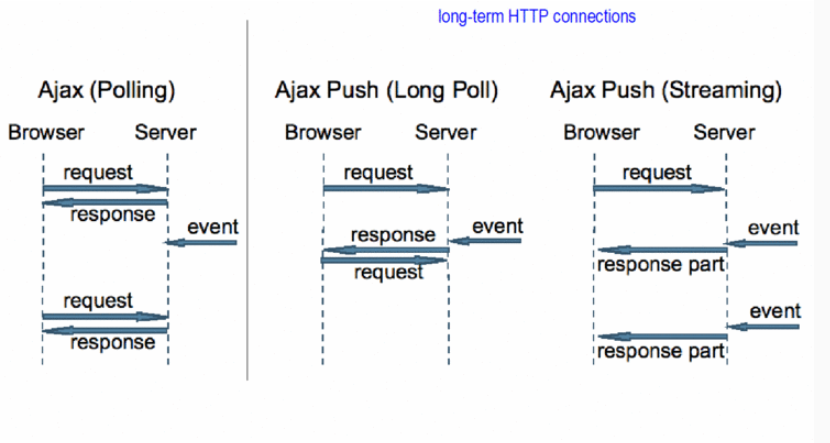 long-term HTTP connections
Ajax (Polling)
Browser Server
request
response
event
request
response
Ajax Push (Long Poll)
Browser Server
request
event
response
request
Ajax Push (Streaming)
Browser Server
request
event
response part
event
response part